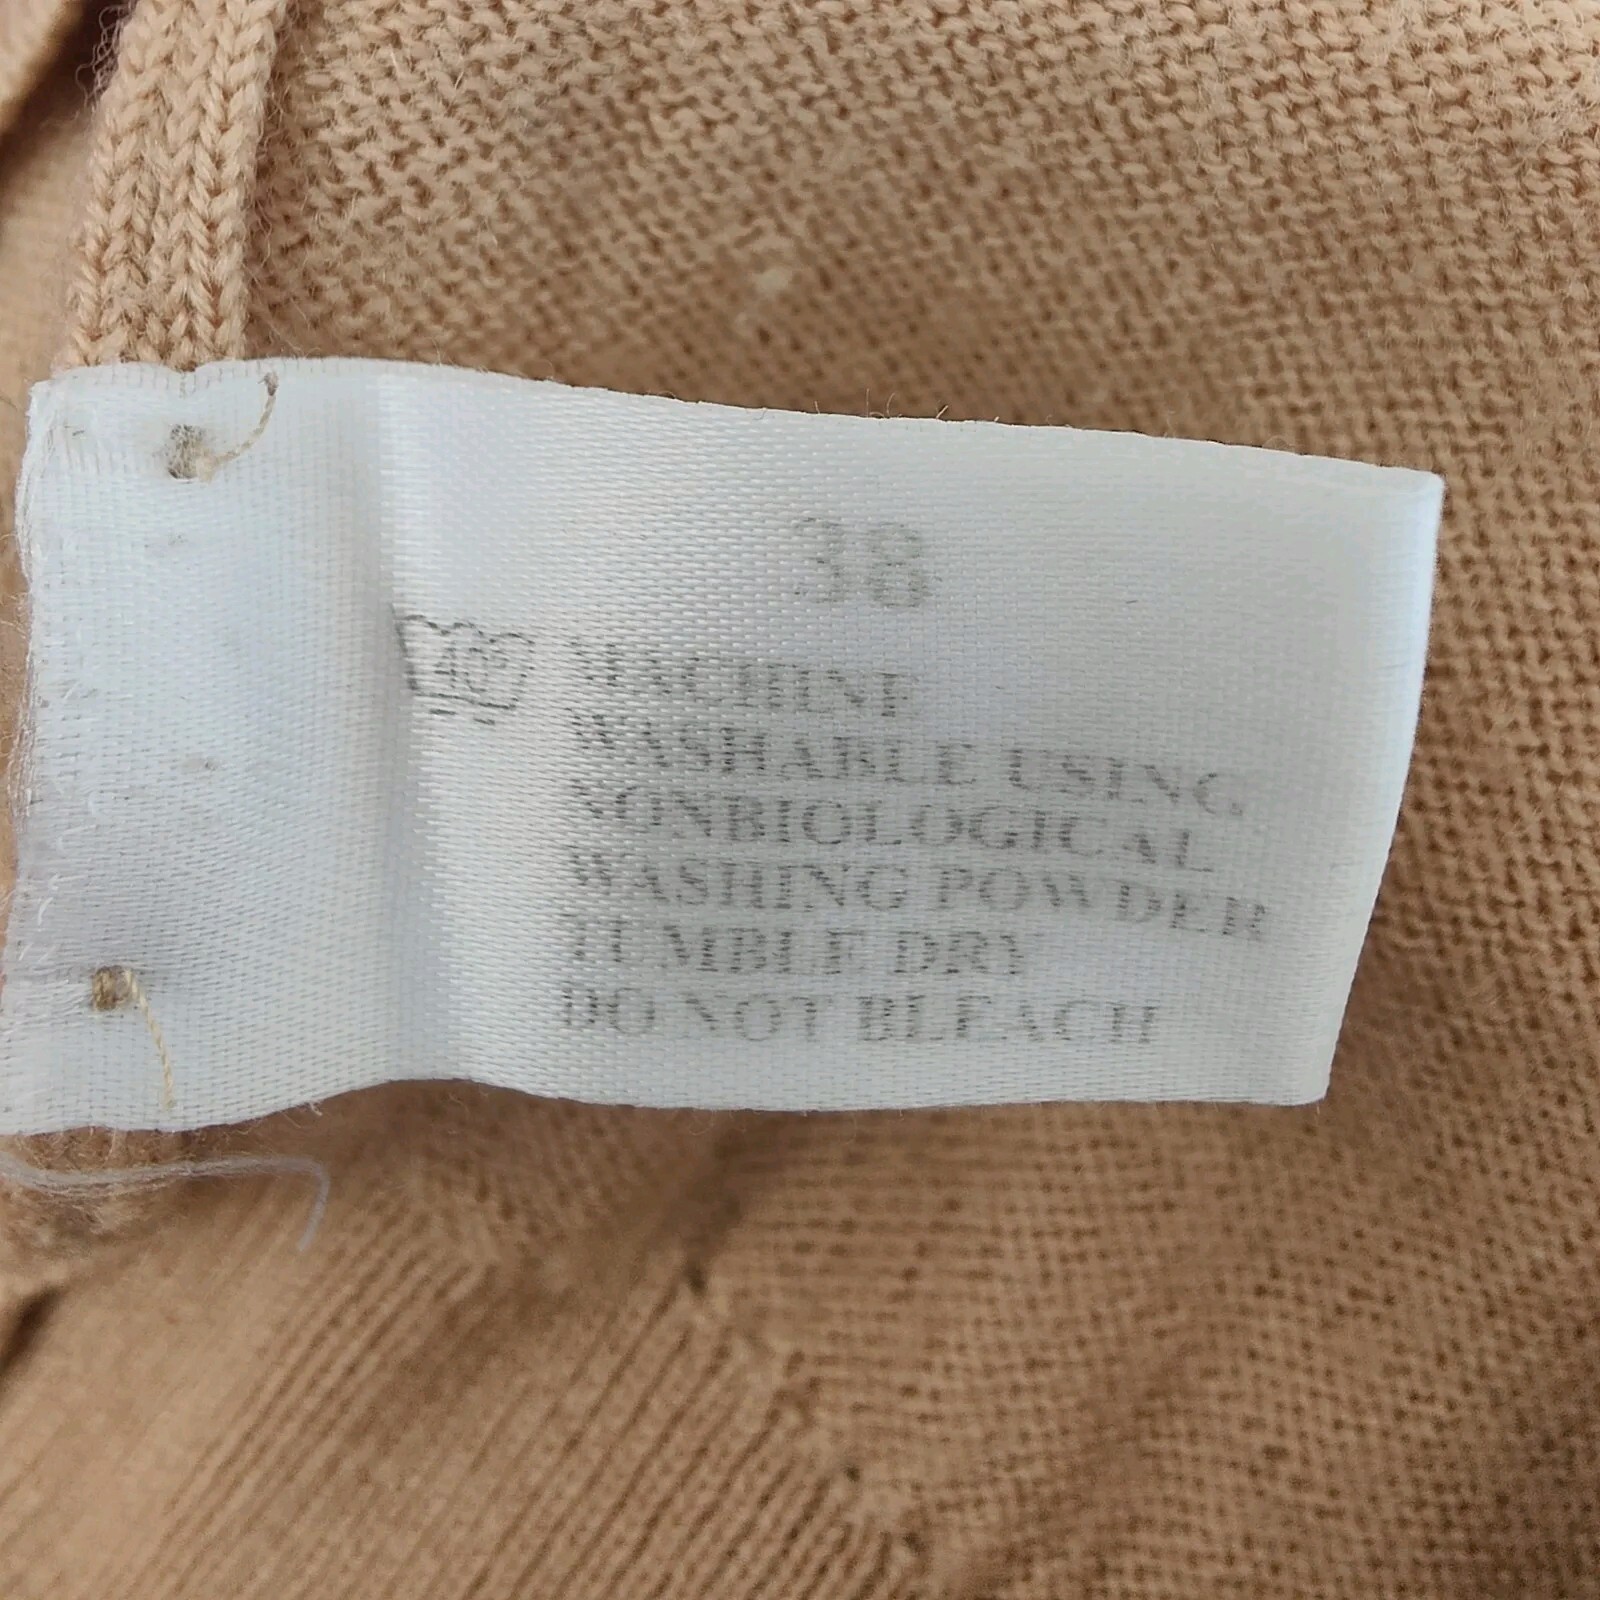 38
40° MACHINE
WASHABLE USING
NONBIOLOGICAL
WASHING POWDER
TUMBLE DRY
DO NOT BLEACH